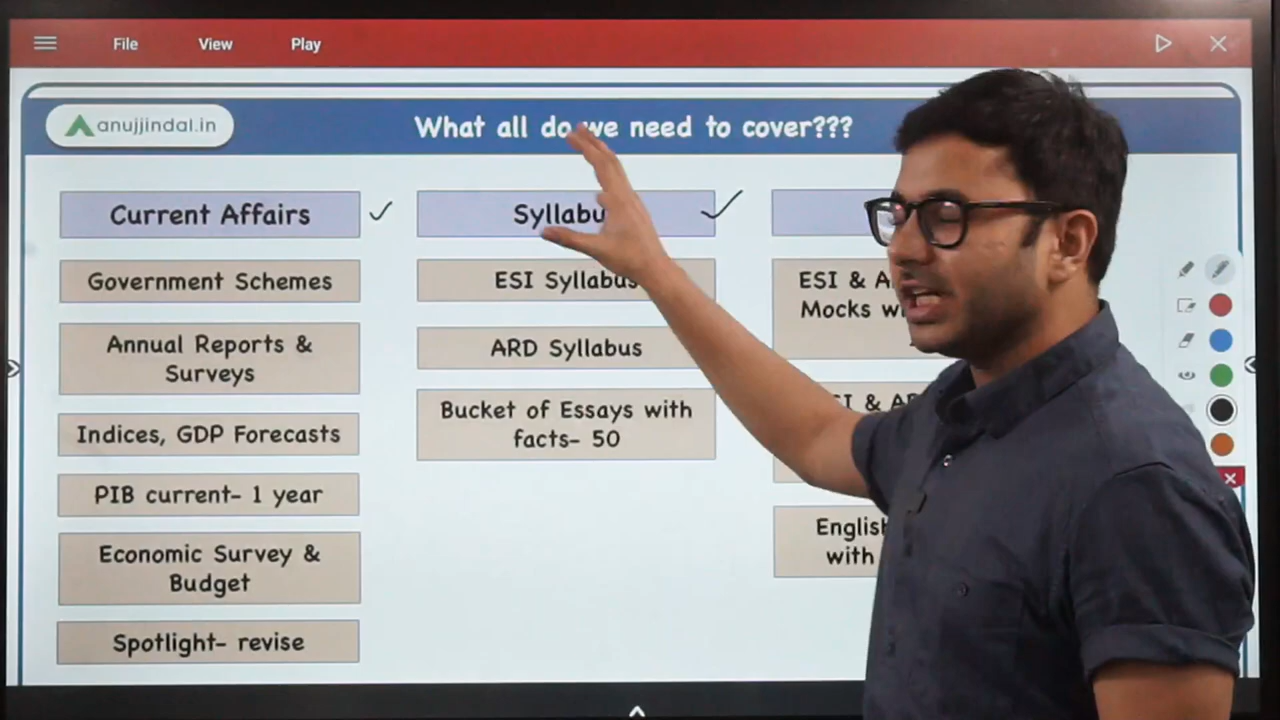 File View Play
anujjindal.in
What all do we need to cover???
Current Affairs
Government Schemes
Annual Reports &
Surveys
Indices, GDP Forecasts
PIB current- 1 year
Economic Survey &
Budget
Spotlight- revise
ESI Syllabus
ARD Syllabus
Bucket of Essays with
facts- 50
ESI &
Mocks
&
with